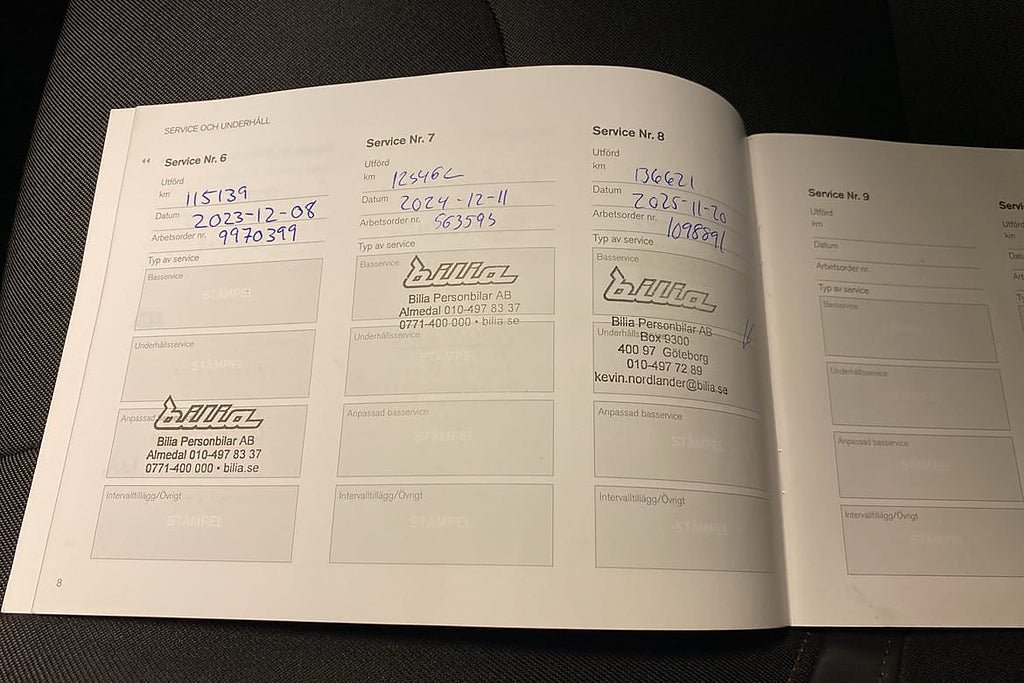 SERVICE OCH UNDERHÅLL
Service Nr. 6
Utförd
km 115139
Datum 2023-12-08
Arbetsorder nr. 9970399
Typ av service
Basservice
STÄMPEL
Underhållsservice
STÄMPEL
Anpassad
bilia
Bilia Personbilar AB
Almedal 010-497 83 37
0771-400 000 • bilia.se
Intervalltillägg/Övrigt
STÄMPEL
8
Service Nr. 7
Utförd
km
Datum 2024-12-11
Arbetsorder nr. 563595
Typ av service
Basservice
bilia
Bilia Personbilar AB
Almedal 010-497 83 37
0771-400 000 • bilia.se
Underhållsservice
STÄMPEL
Anpassad basservice
STÄMPEL
Intervalltillägg/Övrigt
STÄMPEL
Service Nr. 8
Utförd
km 136621
Datum 2025-11-20
Arbetsorder nr. 1098891
Typ av service
Basservice
bilia
Bilia Personbilar AB
Box 9300
400 97 Göteborg
010-497 72 89
kevin.nordlander@bilia.se
Anpassad basservice
STÄMPEL
Intervalltillägg/Övrigt
STÄMPEL
Service Nr. 9
Utförd
km
Datum
Arbetsorder nr.
Typ av service
Basservice
Underhållsservice
STÄMPEL
Anpassad basservice
STÄMPEL
Intervalltillägg/Övrigt
STÄMPEL
Utförd
km